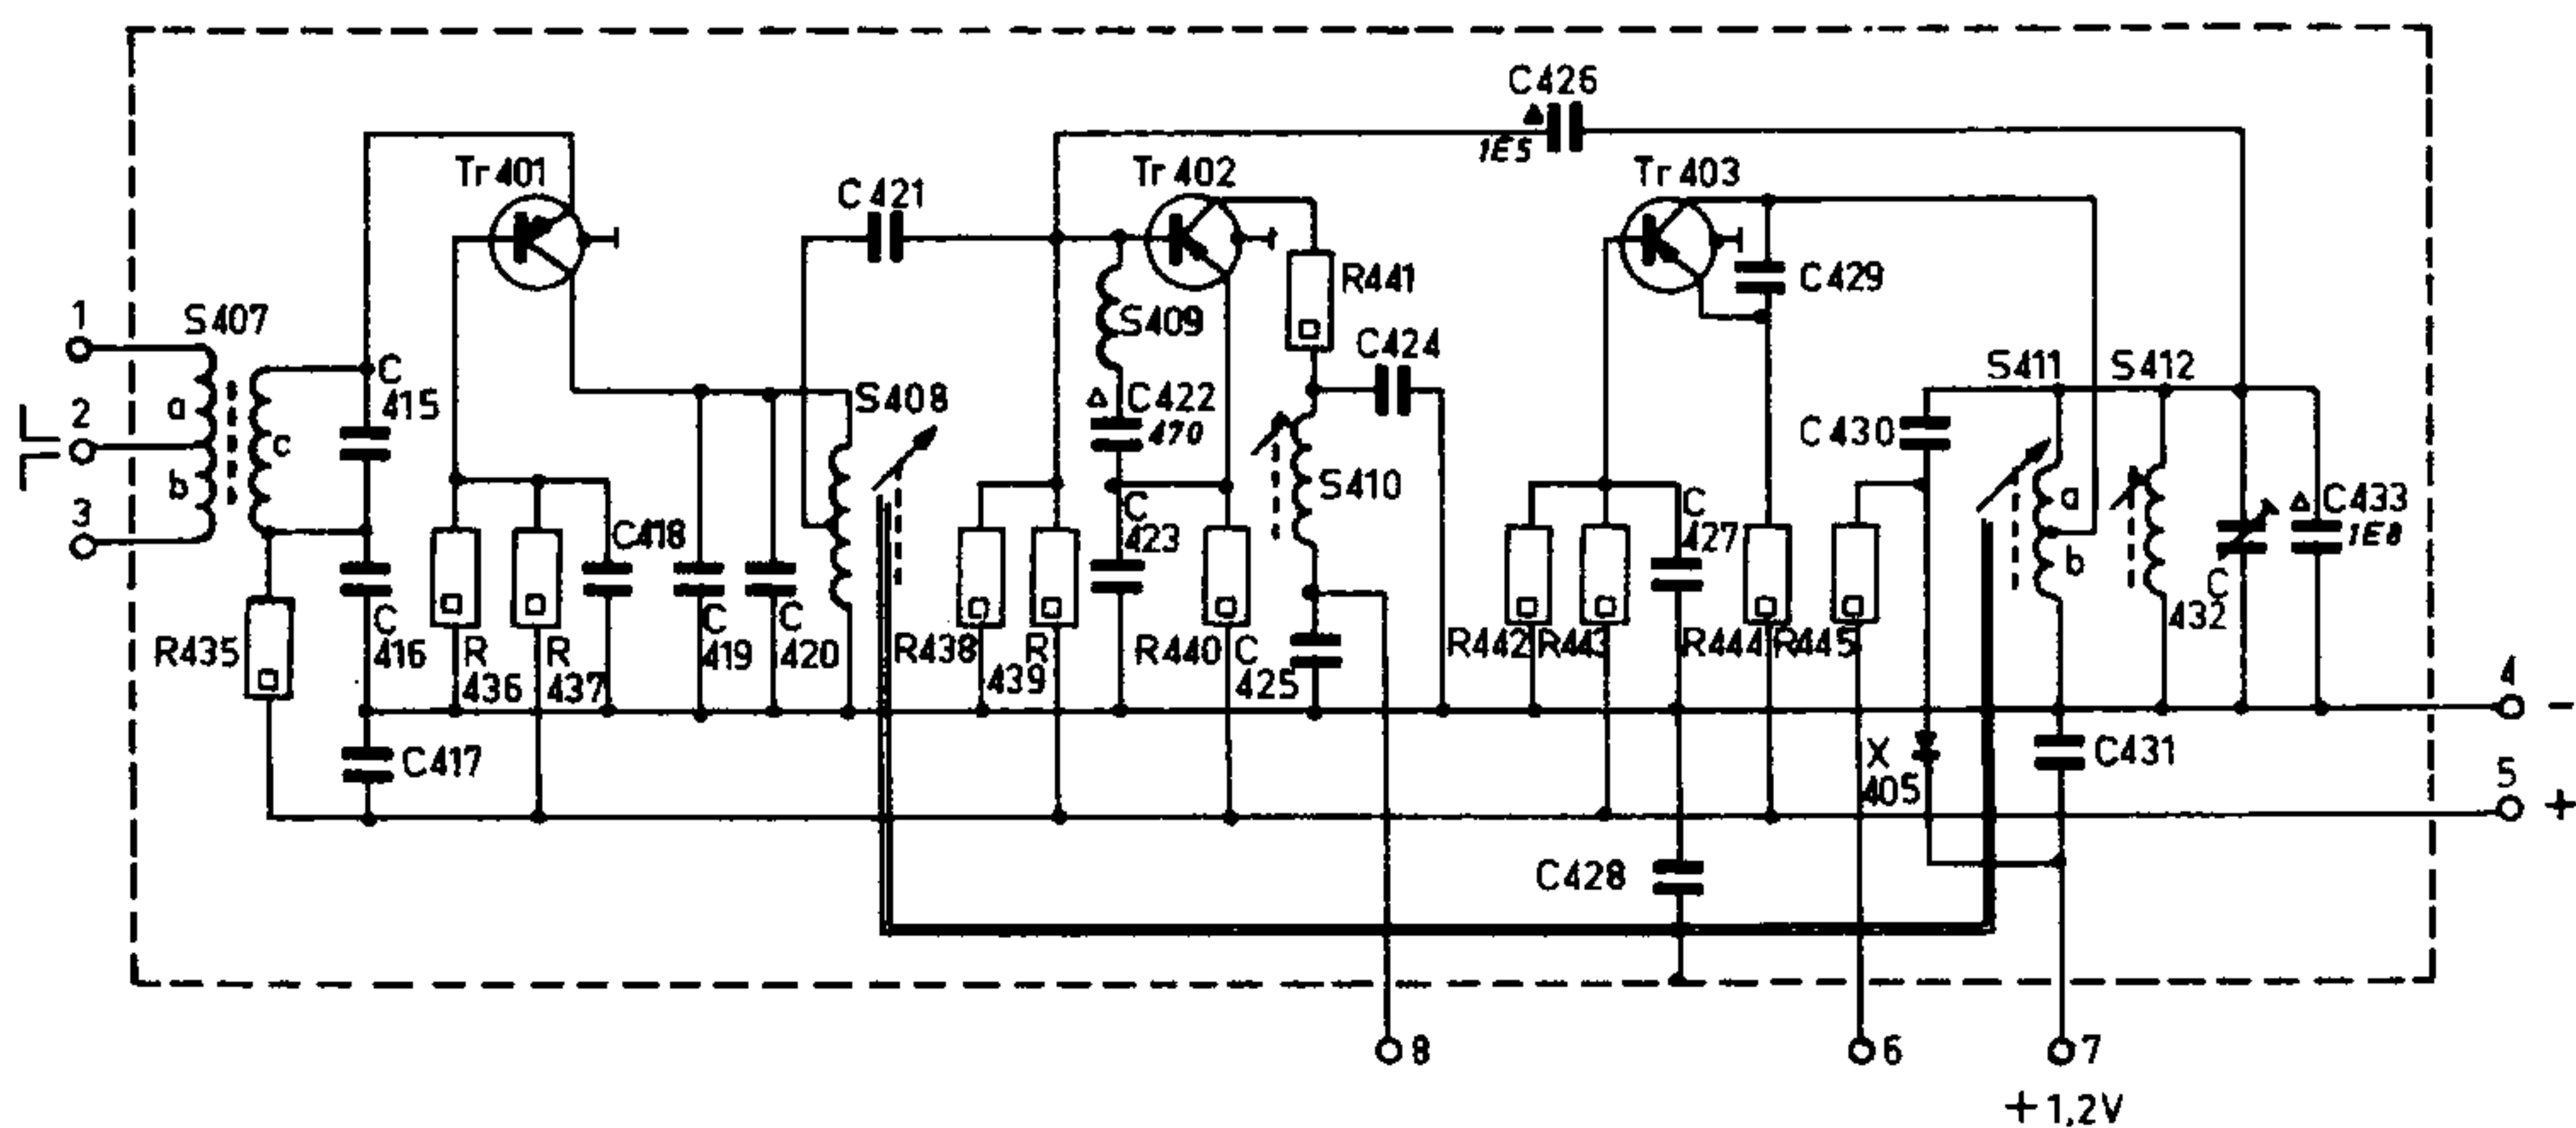 C426
1E5
Tr 401
C421
Tr 402
Tr 403
1
S407
R441
C429
a
C
415
S409
C424
2
c
S408
C422
470
S411
S412
b
C430
C433
1E8
3
S410
a
C418
C
423
C
427
b
C
432
R435
C
416
R
436
R
437
C
419
C
420
R438
R
439
R440
C
425
R442
R443
R444
R445
4
-
C417
X
405
C431
5
+
C428
8
6
7
+1,2V